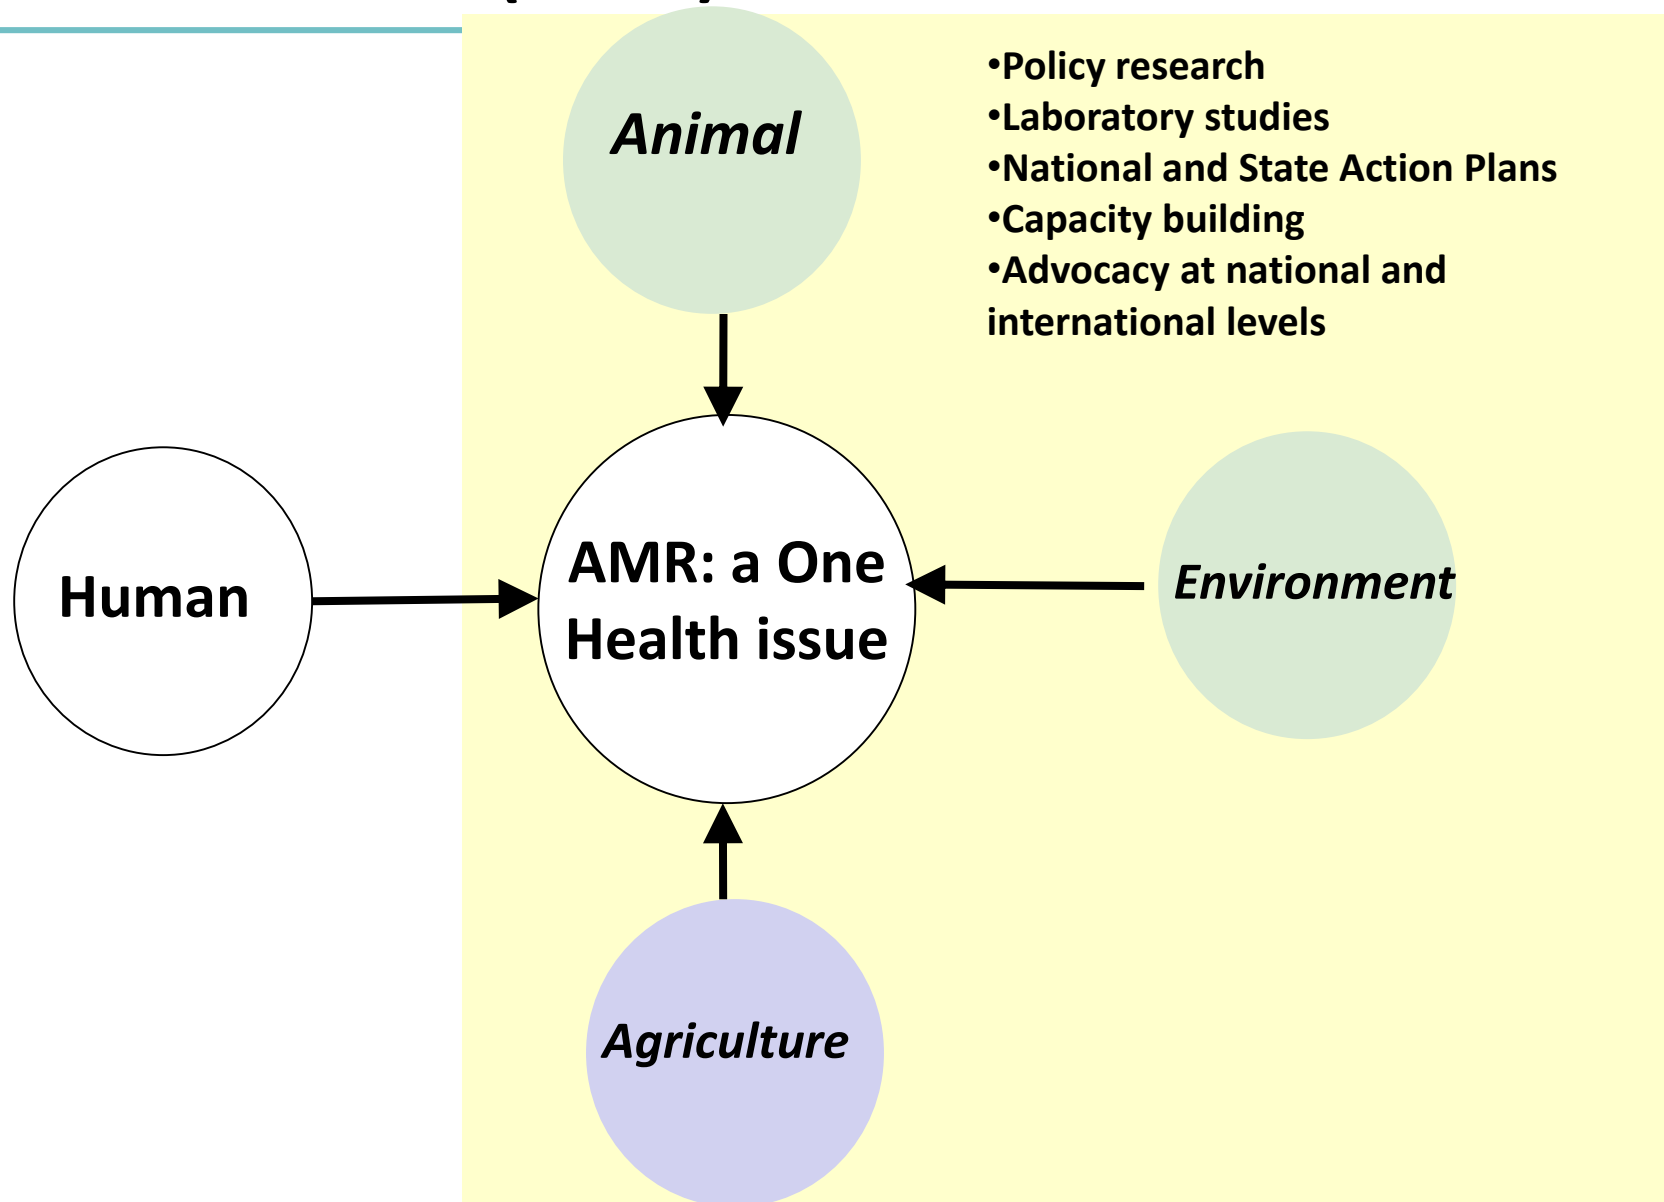 Animal
•Policy research
•Laboratory studies
•National and State Action Plans
•Capacity building
•Advocacy at national and
international levels
Human
AMR: a One
Health issue
Environment
Agriculture